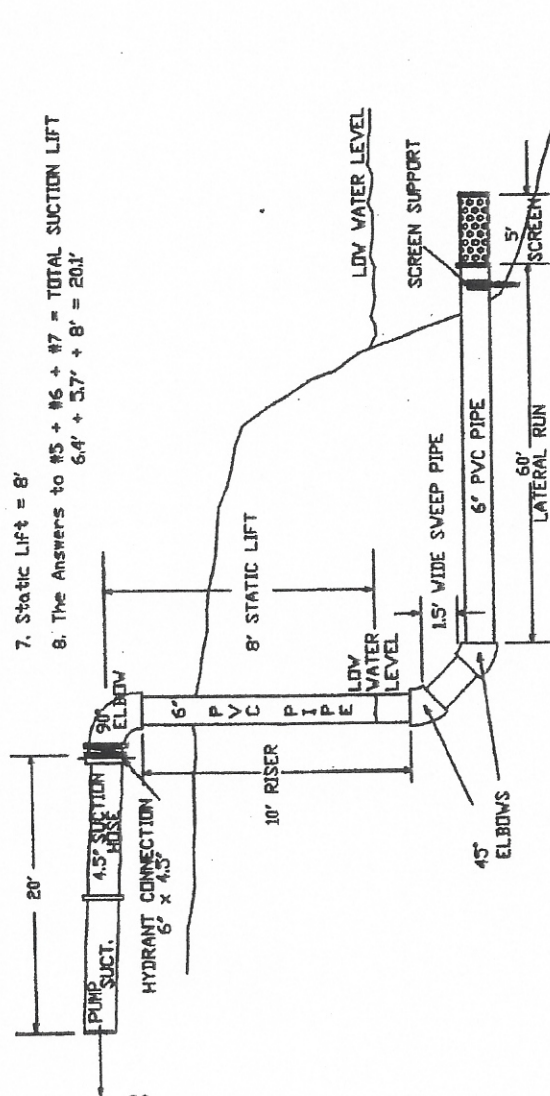 7. Static Lift = 8'
8. The Answers to #5 + #6 + #7 = TOTAL SUCTION LIFT
6.4' + 5.7' + 8' = 20.1'
20'
PUMP
SUCT.
4.5" SUCTION
HOSE
90°
ELBOW
HYDRANT CONNECTION
6" x 4.5"
6"
PVC PIPE
10' RISER
8' STATIC LIFT
LOW
WATER
LEVEL
LOW WATER LEVEL
1.5' WIDE SWEEP PIPE
SCREEN SUPPORT
6" PVC PIPE
45°
ELBOWS
60'
LATERAL RUN
5'
SCREEN